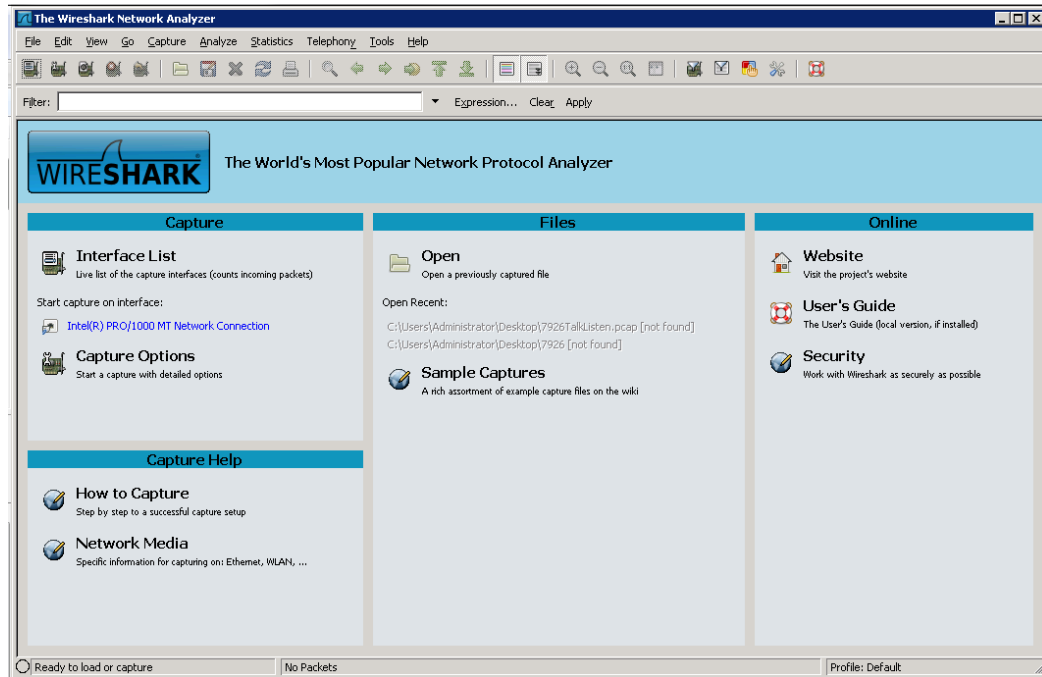 The Wireshark Network Analyzer
File Edit View Go Capture Analyze Statistics Telephony Tools Help
Filter: Expression... Clear Apply
WIRESHARK The World's Most Popular Network Protocol Analyzer
Capture
Interface List
Live list of the capture interfaces (counts incoming packets)
Start capture on interface:
Intel(R) PRO/1000 MT Network Connection
Capture Options
Start a capture with detailed options
Capture Help
How to Capture
Step by step to a successful capture setup
Network Media
Specific information for capturing on: Ethernet, WLAN, ...
Files
Open
Open a previously captured file
Open Recent:
C:\Users\Administrator\Desktop\7926TalkListen.pcap [not found]
C:\Users\Administrator\Desktop\7926 [not found]
Sample Captures
A rich assortment of example capture files on the wiki
Online
Website
Visit the project's website
User's Guide
The User's Guide (local version, if installed)
Security
Work with Wireshark as securely as possible
Ready to load or capture No Packets Profile: Default